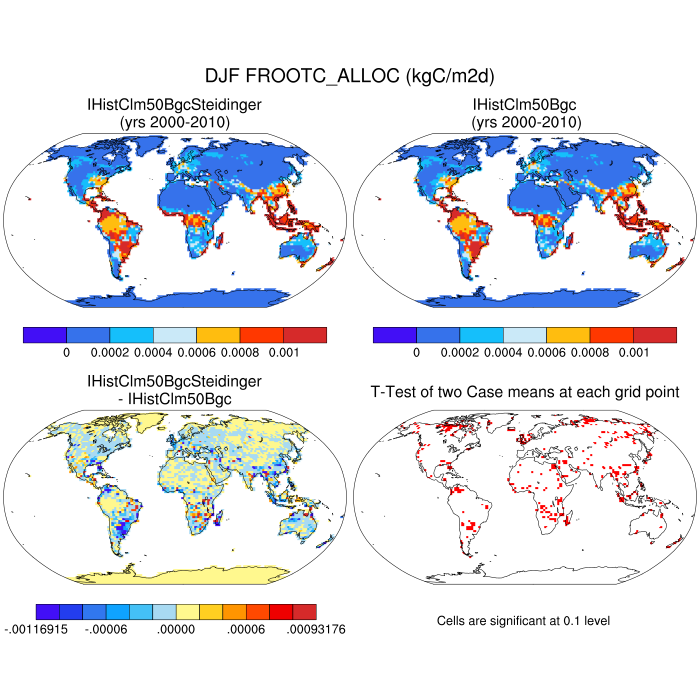 DJF FROOTC_ALLOC (kgC/m2d)
IHistClm50BgcSteidinger
(yrs 2000-2010)
IHistClm50Bgc
(yrs 2000-2010)
0 0.0002 0.0004 0.0006 0.0008 0.001
0 0.0002 0.0004 0.0006 0.0008 0.001
IHistClm50BgcSteidinger
- IHistClm50Bgc
T-Test of two Case means at each grid point
-.00116915 -.00006 .00000 .00006 .00093176
Cells are significant at 0.1 level